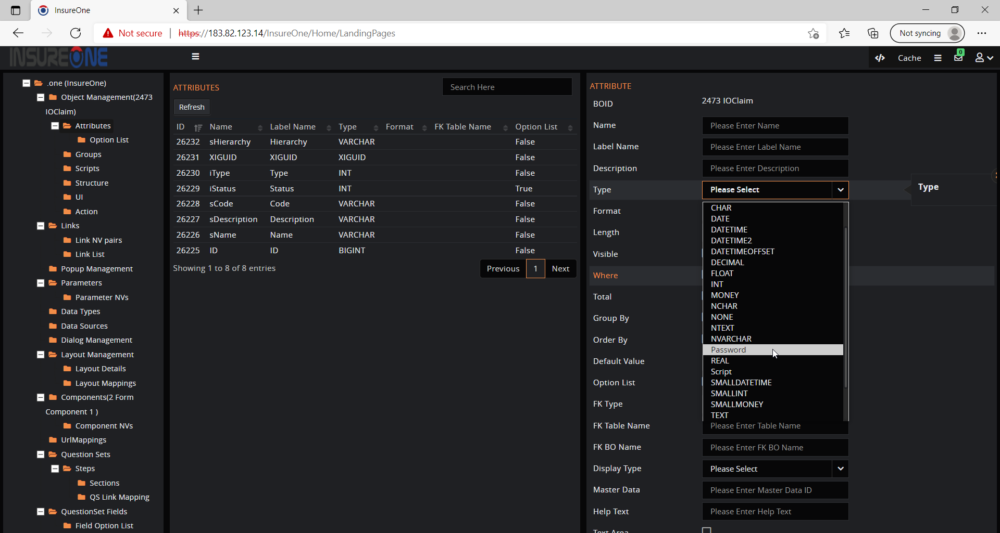 InsureOne
Not secure
https://183.82.123.14/InsureOne/Home/LandingPages
Not syncing
INSUREONE
Cache
0
.one (InsureOne)
Object Management(2473
IOClaim)
Attributes
Option List
Groups
Scripts
Structure
UI
Action
Links
Link NV pairs
Link List
Popup Management
Parameters
Parameter NVs
Data Types
Data Sources
Dialog Management
Layout Management
Layout Details
Layout Mappings
Components(2 Form
Component 1 )
Component NVs
UrlMappings
Question Sets
Steps
Sections
QS Link Mapping
QuestionSet Fields
Field Option List
ATTRIBUTES
Search Here
Refresh
ID Name Label Name Type Format FK Table Name Option List
26232 sHierarchy Hierarchy VARCHAR False
26231 XIGUID XIGUID XIGUID False
26230 iType Type INT False
26229 iStatus Status INT True
26228 sCode Code VARCHAR False
26227 sDescription Description VARCHAR False
26226 sName Name VARCHAR False
26225 ID ID BIGINT False
Showing 1 to 8 of 8 entries
Previous 1 Next
ATTRIBUTE
BOID 2473 IOClaim
Name Please Enter Name
Label Name Please Enter Label Name
Description Please Enter Description
Type Please Select
Type
Format
Length
Visible
Where
Total
Group By
Order By
Default Value
Option List
FK Type
CHAR
DATE
DATETIME
DATETIME2
DATETIMEOFFSET
DECIMAL
FLOAT
INT
MONEY
NCHAR
NONE
NTEXT
NVARCHAR
Password
REAL
Script
SMALLDATETIME
SMALLINT
SMALLMONEY
TEXT
FK Table Name Please Enter Table Name
FK BO Name Please Enter FK BO Name
Display Type Please Select
Master Data Please Enter Master Data ID
Help Text Please Enter Help Text
Text Area